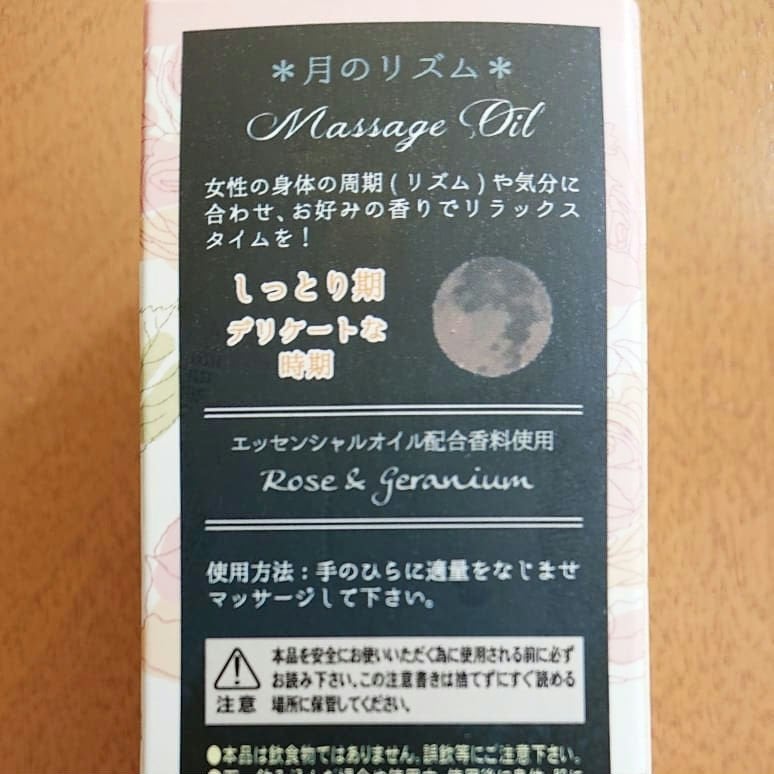 ＊月のリズム＊
Massage Oil
女性の身体の周期(リズム)や気分に
合わせ、お好みの香りでリラックス
タイムを！
しっとり期
デリケートな
時期
エッセンシャルオイル配合香料使用
Rose & Geranium
使用方法：手のひらに適量をなじませ
マッサージして下さい。
本品を安全にお使いいただく為に使用される前に必ず
お読み下さい。この注意書きは捨てずにすぐ読める
注意 場所に保管してください。
●本品は飲食物ではありません。誤飲等にご注意下さい。